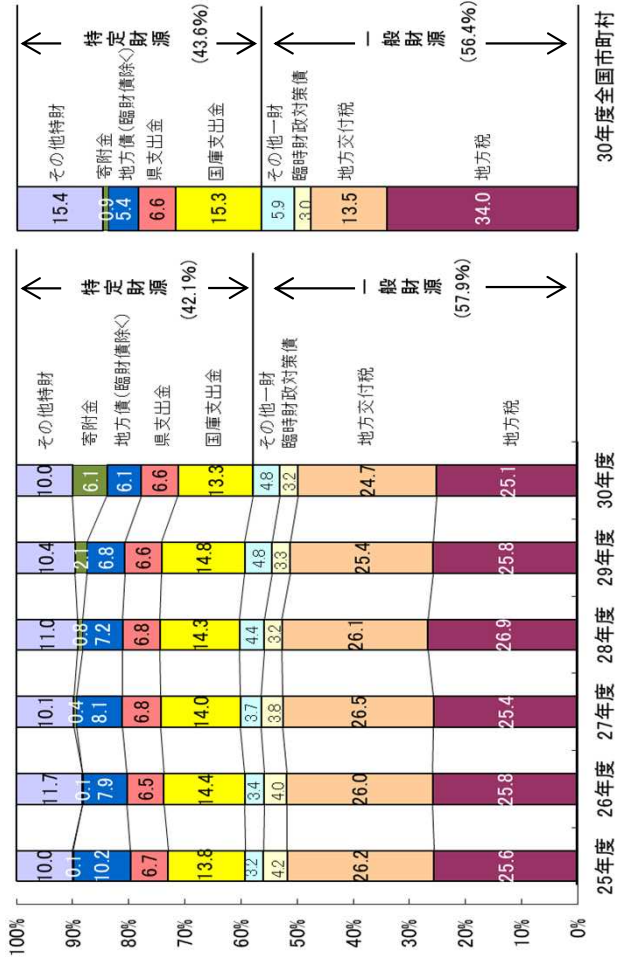 100%
90%
80%
70%
60%
50%
40%
30%
20%
10%
0%
10.0
0.1
10.2
6.7
13.8
3.2
4.2
26.2
25.6
25年度
11.7
0.1
7.9
6.5
14.4
3.4
4.0
26.0
25.8
26年度
10.1
0.4
8.1
6.8
14.0
3.7
3.8
26.5
25.4
27年度
11.0
0.8
7.2
6.8
14.3
4.4
3.2
26.1
26.9
28年度
10.4
2.1
6.8
6.6
14.8
4.8
3.3
25.4
25.8
29年度
10.0
6.1
6.1
6.6
13.3
4.8
3.2
24.7
25.1
30年度
その他特財
寄附金
地方債(臨財債除く)
県支出金
国庫支出金
その他一財
臨時財政対策債
地方交付税
地方税
特定財源
(42.1%)
一般財源
(57.9%)
15.4
0.9
5.4
6.6
15.3
5.9
3.0
13.5
34.0
30年度全国市町村
その他特財
寄附金
地方債(臨財債除く)
県支出金
国庫支出金
その他一財
臨時財政対策債
地方交付税
地方税
特定財源
(43.6%)
一般財源
(56.4%)